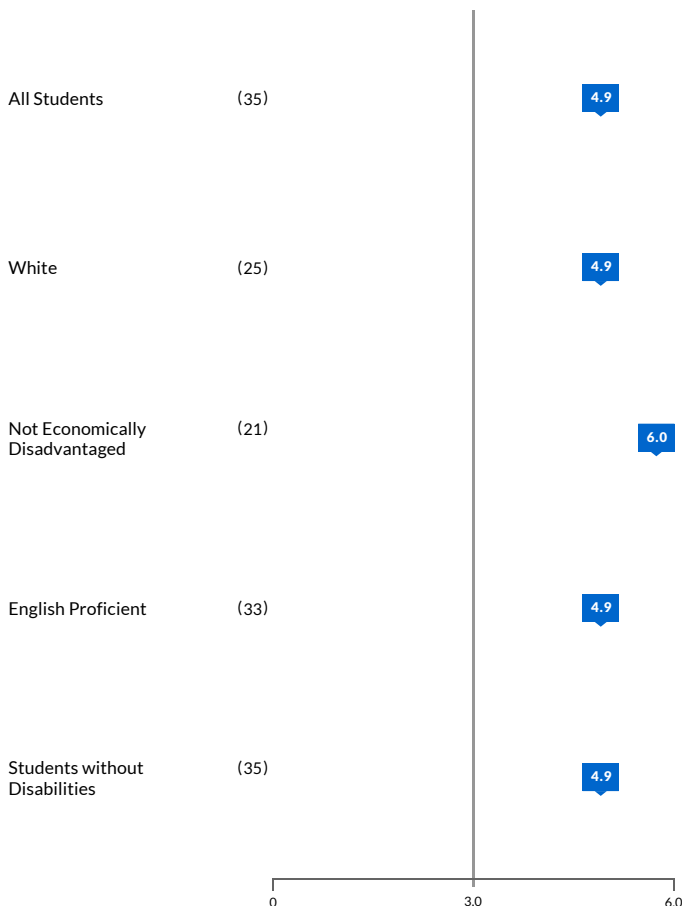 All Students (35) 4.9
White (25) 4.9
Not Economically (21) 6.0
Disadvantaged
English Proficient (33) 4.9
Students without (35) 4.9
Disabilities
0 3.0 6.0